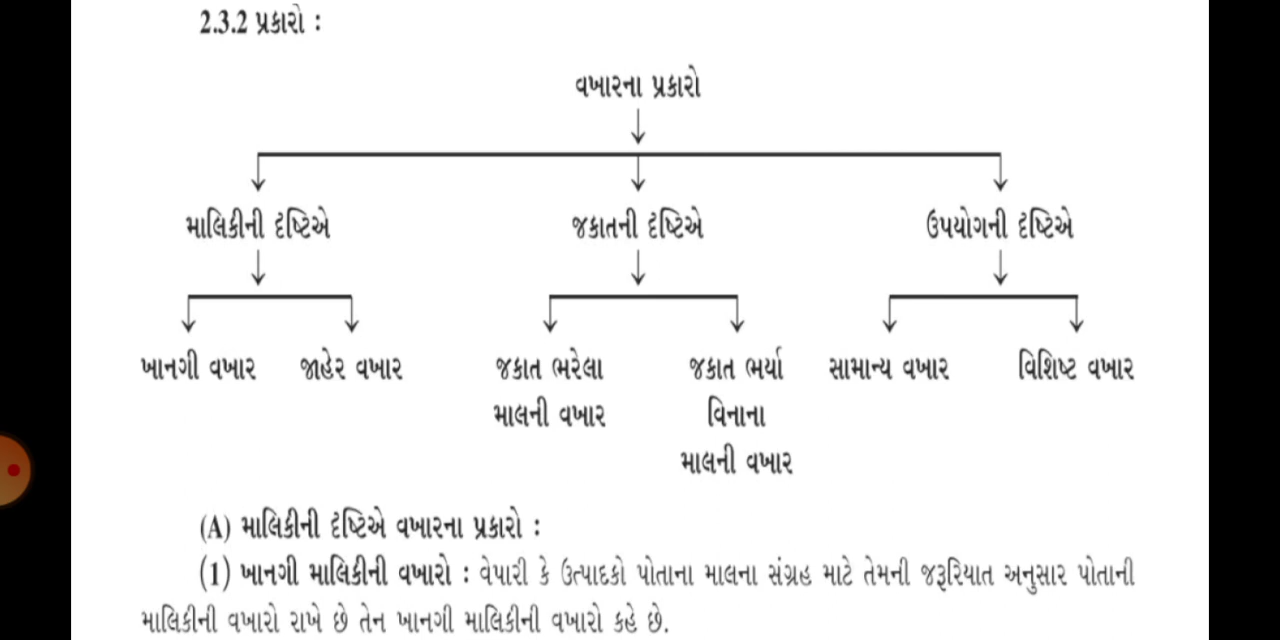 2.3.2 પ્રકારો :
વખારના પ્રકારો
માલિકીની દૃષ્ટિએ જકાતની દૃષ્ટિએ ઉપયોગની દૃષ્ટિએ
ખાનગી વખાર જાહેર વખાર જકાત ભરેલા જકાત ભર્યા સામાન્ય વખાર વિશિષ્ટ વખાર
માલની વખાર વિનાના
માલની વખાર
(A) માલિકીની દૃષ્ટિએ વખારના પ્રકારો :
(1) ખાનગી માલિકીની વખારો : વેપારી કે ઉત્પાદકો પોતાના માલના સંગ્રહ માટે તેમની જરૂરિયાત અનુસાર પોતાની
માલિકીની વખારો રાખે છે તેન ખાનગી માલિકીની વખારો કહે છે.